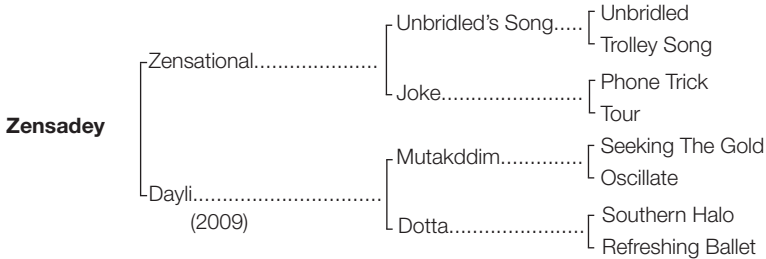 Unbridled
Unbridled's Song.....
Trolley Song
Zensational......................
Phone Trick
Joke.........................
Tour
Zensadey
Seeking The Gold
Mutakddim..............
Oscillate
Dayli..................................
(2009)
Southern Halo
Dotta.......................
Refreshing Ballet